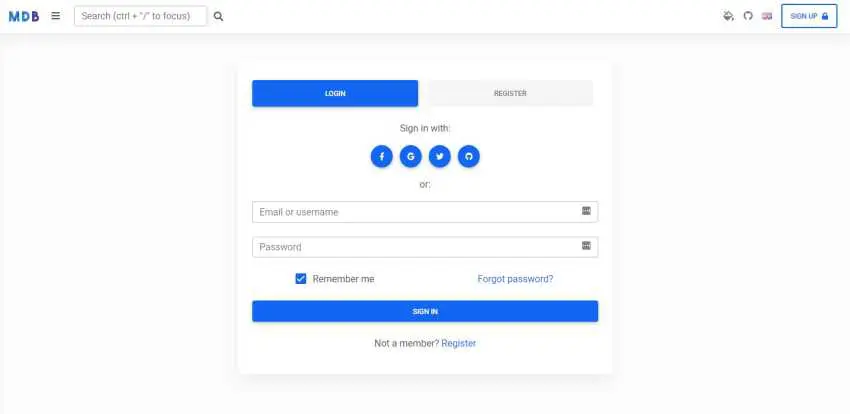 MDB Search (ctrl + "/" to focus) SIGN UP
LOGIN REGISTER
Sign in with:
or:
Email or username
Password
Remember me Forgot password?
SIGN IN
Not a member? Register